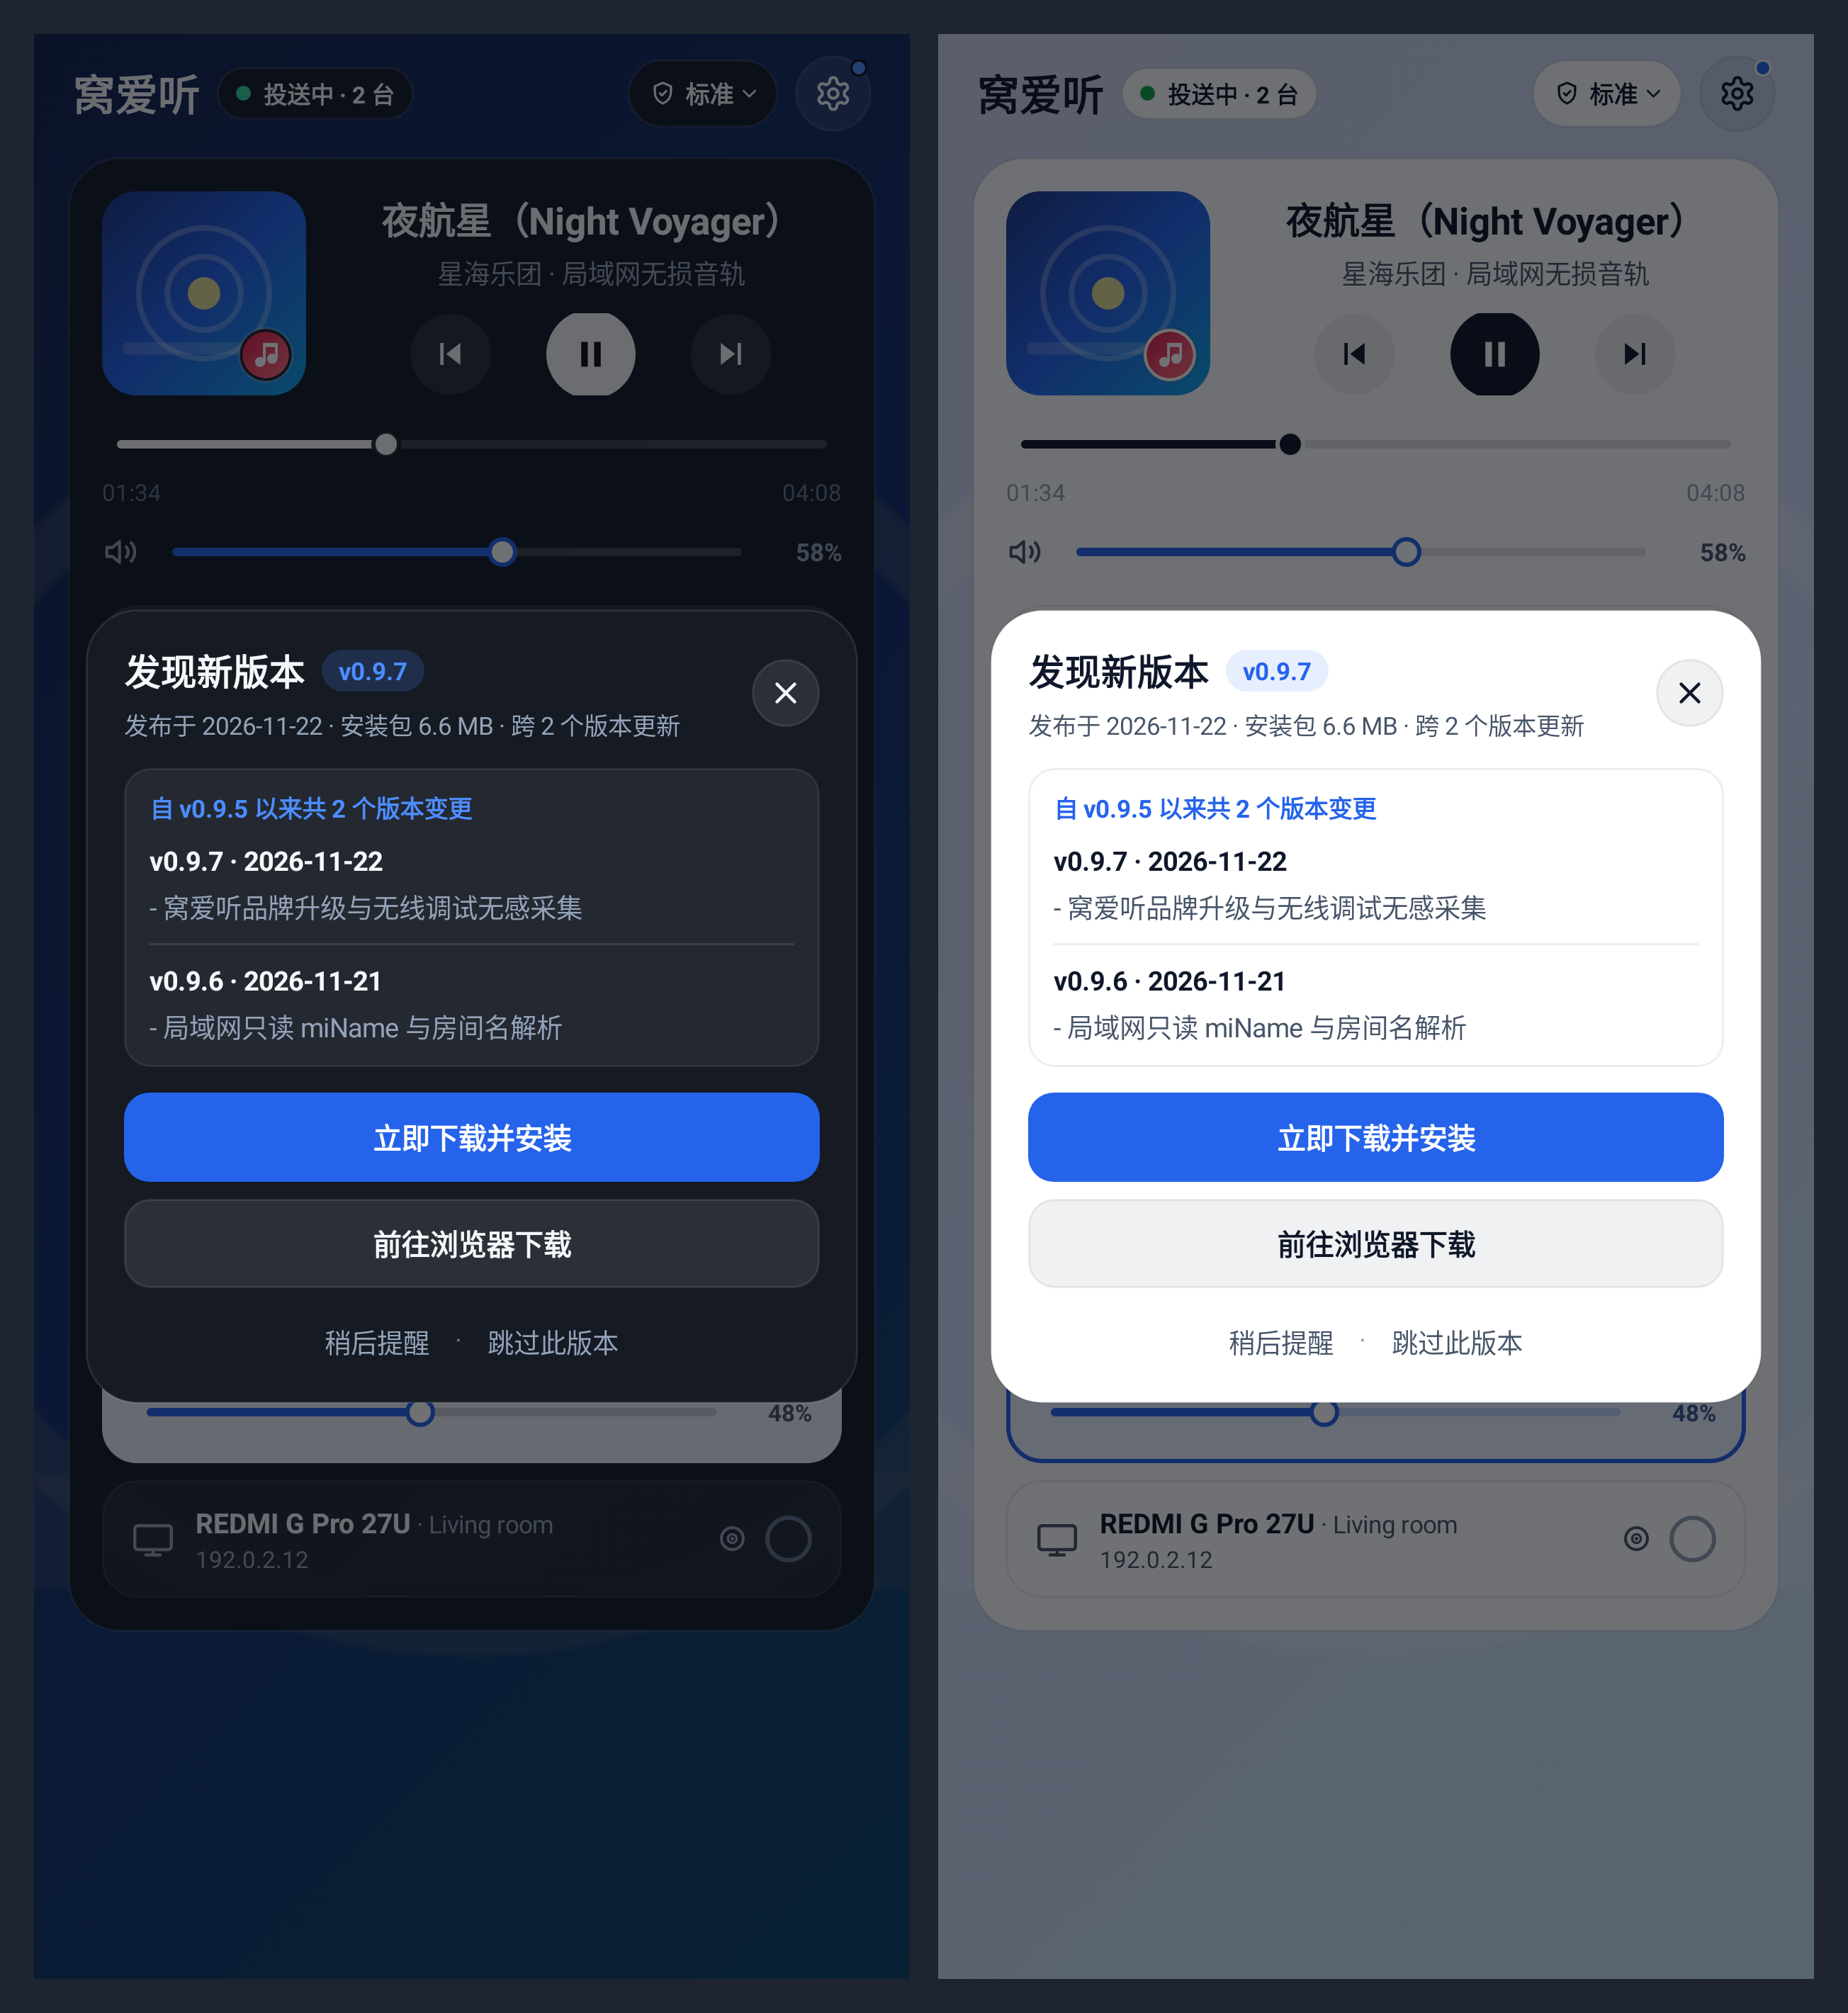 窝爱听
投送中 · 2 台
标准
夜航星（Night Voyager）
星海乐团 · 局域网无损音轨
01:34
04:08
58%
发现新版本
v0.9.7
发布于 2026-11-22 · 安装包 6.6 MB · 跨 2 个版本更新
自 v0.9.5 以来共 2 个版本变更
v0.9.7 · 2026-11-22
- 窝爱听品牌升级与无线调试无感采集
v0.9.6 · 2026-11-21
- 局域网只读 miName 与房间名解析
立即下载并安装
前往浏览器下载
稍后提醒 · 跳过此版本
48%
REDMI G Pro 27U · Living room
192.0.2.12
窝爱听
投送中 · 2 台
标准
夜航星（Night Voyager）
星海乐团 · 局域网无损音轨
01:34
04:08
58%
发现新版本
v0.9.7
发布于 2026-11-22 · 安装包 6.6 MB · 跨 2 个版本更新
自 v0.9.5 以来共 2 个版本变更
v0.9.7 · 2026-11-22
- 窝爱听品牌升级与无线调试无感采集
v0.9.6 · 2026-11-21
- 局域网只读 miName 与房间名解析
立即下载并安装
前往浏览器下载
稍后提醒 · 跳过此版本
48%
REDMI G Pro 27U · Living room
192.0.2.12